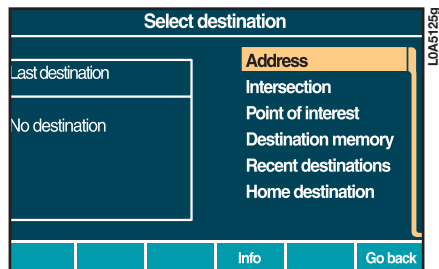 Select destination
Last destination
No destination
Address
Intersection
Point of interest
Destination memory
Recent destinations
Home destination
Info
Go back
L0A5125g